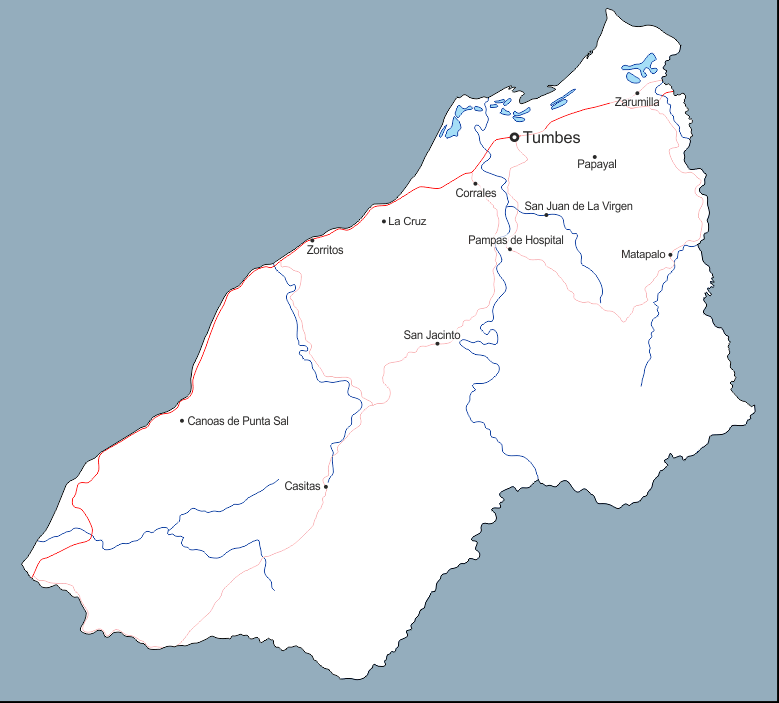 Zarumilla
Tumbes
Papayal
Corrales
San Juan de La Virgen
La Cruz
Pampas de Hospital
Zorritos
Matapalo
San Jacinto
Canoas de Punta Sal
Casitas